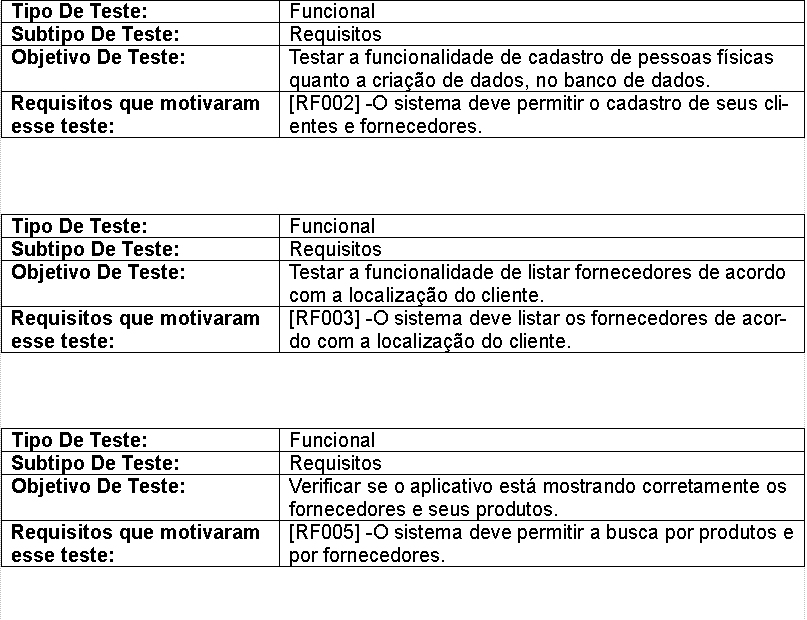 Tipo De Teste: Funcional
Subtipo De Teste: Requisitos
Objetivo De Teste: Testar a funcionalidade de cadastro de pessoas físicas
quanto a criação de dados, no banco de dados.
Requisitos que motivaram [RF002] -O sistema deve permitir o cadastro de seus cli-
esse teste: entes e fornecedores.
Tipo De Teste: Funcional
Subtipo De Teste: Requisitos
Objetivo De Teste: Testar a funcionalidade de listar fornecedores de acordo
com a localização do cliente.
Requisitos que motivaram [RF003] -O sistema deve listar os fornecedores de acor-
esse teste: do com a localização do cliente.
Tipo De Teste: Funcional
Subtipo De Teste: Requisitos
Objetivo De Teste: Verificar se o aplicativo está mostrando corretamente os
fornecedores e seus produtos.
Requisitos que motivaram [RF005] -O sistema deve permitir a busca por produtos e
esse teste: por fornecedores.